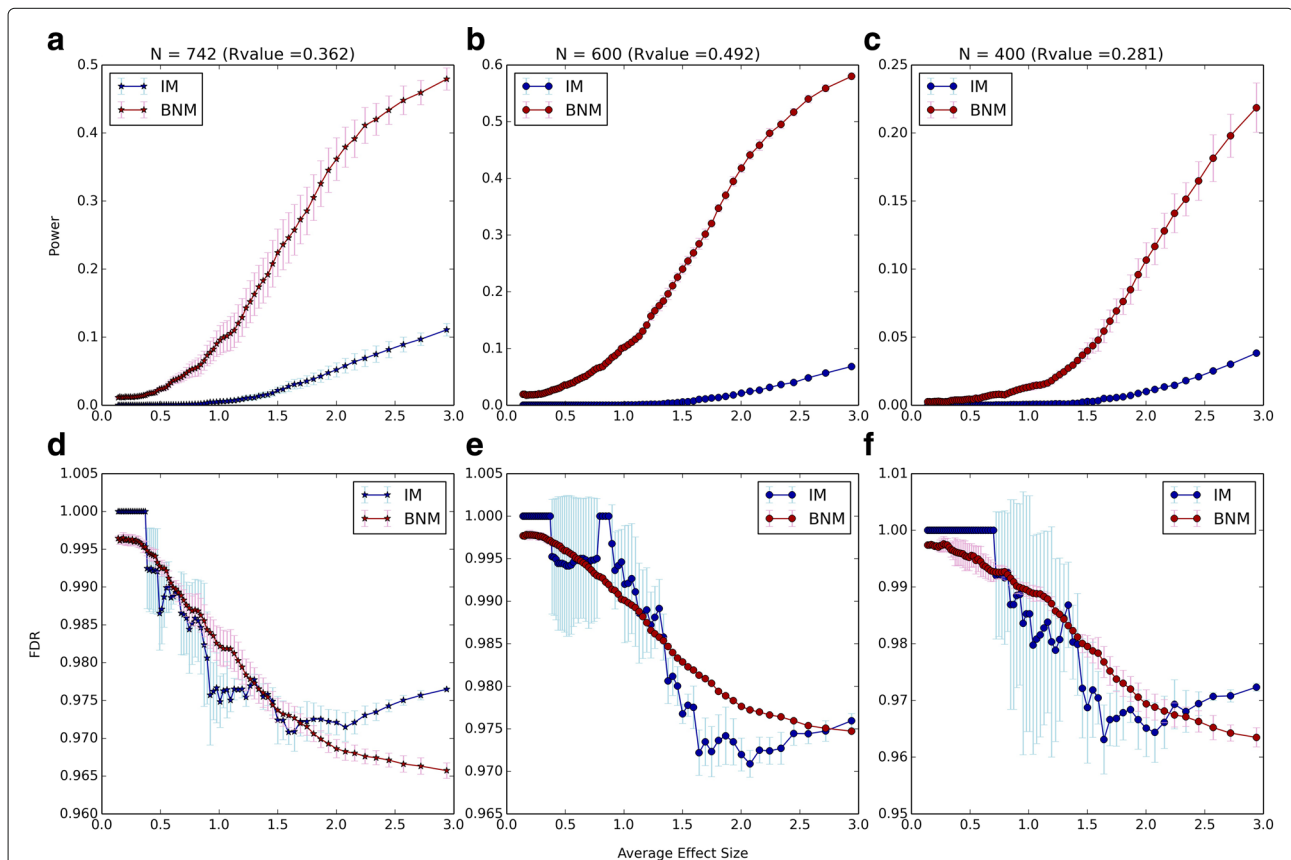 a
N = 742 (Rvalue =0.362)
b
N = 600 (Rvalue =0.492)
c
N = 400 (Rvalue =0.281)
0.5
0.4
0.3
0.2
0.1
0.0
Power
IM
BNM
0.0 0.5 1.0 1.5 2.0 2.5 3.0
0.6
0.5
0.4
0.3
0.2
0.1
0.0
IM
BNM
0.0 0.5 1.0 1.5 2.0 2.5 3.0
0.25
0.20
0.15
0.10
0.05
0.00
IM
BNM
0.0 0.5 1.0 1.5 2.0 2.5 3.0
d
1.005
1.000
0.995
0.990
0.985
0.980
0.975
0.970
0.965
0.960
FDR
IM
BNM
0.0 0.5 1.0 1.5 2.0 2.5 3.0
e
1.005
1.000
0.995
0.990
0.985
0.980
0.975
0.970
0.965
IM
BNM
0.0 0.5 1.0 1.5 2.0 2.5 3.0
f
1.01
1.00
0.99
0.98
0.97
0.96
0.95
IM
BNM
0.0 0.5 1.0 1.5 2.0 2.5 3.0
Average Effect Size